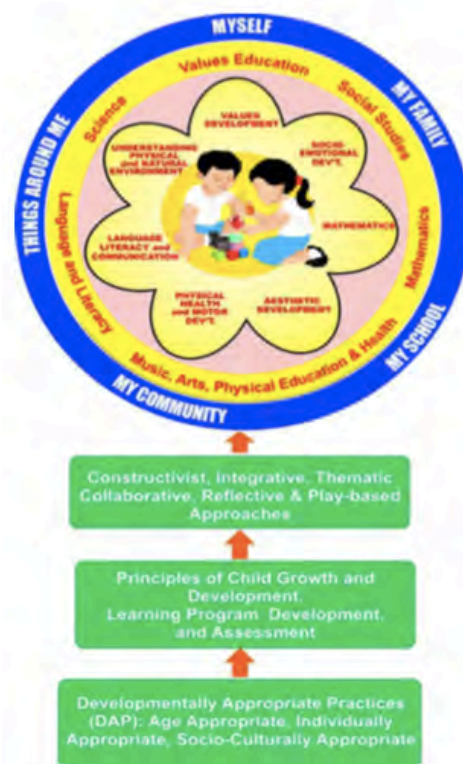 MYSELF
MY FAMILY
MY SCHOOL
MY COMMUNITY
THINGS AROUND ME
Values Education
Social Studies
Mathematics
Music, Arts, Physical Education & Health
Language and Literacy
Science
VALUES
DEVELOPMENT
SOCIO-
EMOTIONAL
DEV'T.
MATHEMATICS
AESTHETIC
DEVELOPMENT
PHYSICAL
HEALTH
and MOTOR
DEV'T.
LANGUAGE
LITERACY and
COMMUNICATION
UNDERSTANDING
PHYSICAL
and NATURAL
ENVIRONMENT
Constructivist, Integrative, Thematic
Collaborative, Reflective & Play-based
Approaches
Principles of Child Growth and
Development,
Learning Program Development,
and Assessment
Developmentally Appropriate Practices
(DAP): Age Appropriate, Individually
Appropriate, Socio-Culturally Appropriate